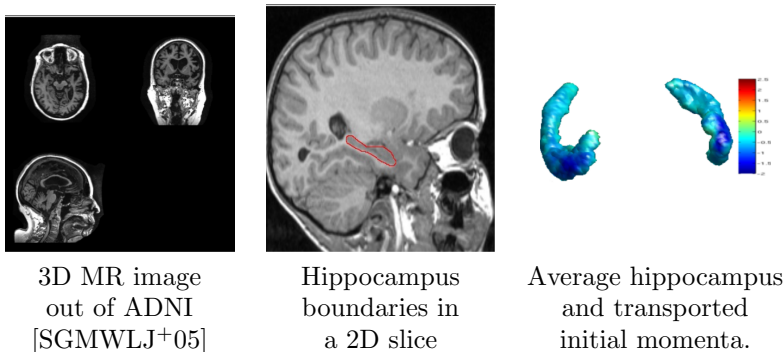 3D MR image
out of ADNI
[SGMWLJ+05]
Hippocampus
boundaries in
a 2D slice
Average hippocampus
and transported
initial momenta.